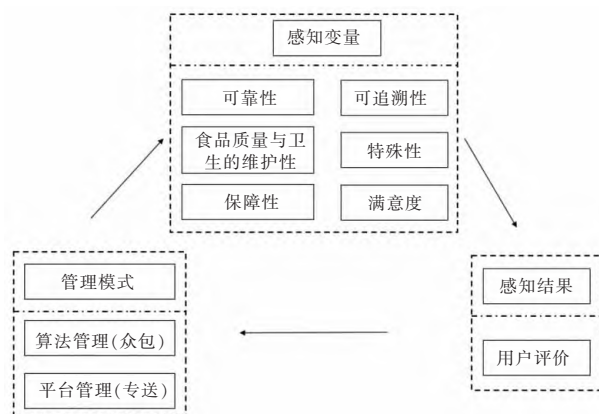 感知变量
可靠性
可追溯性
食品质量与卫
生的维护性
特殊性
保障性
满意度
管理模式
算法管理(众包)
平台管理(专送)
感知结果
用户评价